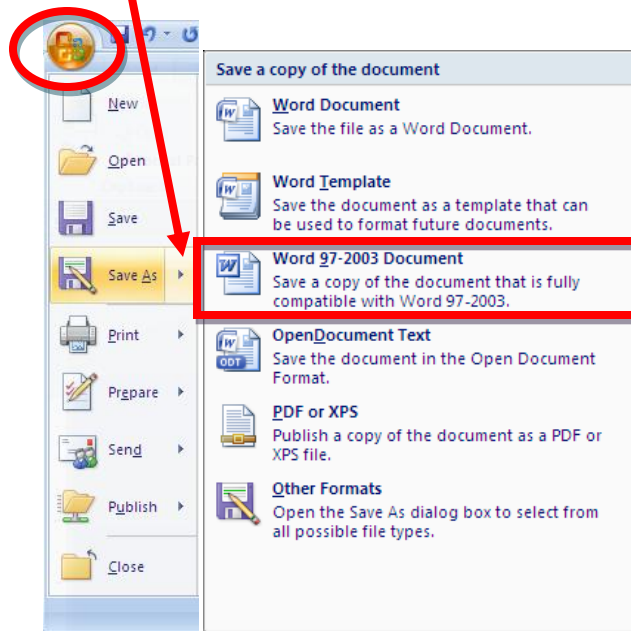 New
Open
Save
Save As
Print
Prepare
Send
Publish
Close
Save a copy of the document
Word Document
Save the file as a Word Document.
Word Template
Save the document as a template that can
be used to format future documents.
Word 97-2003 Document
Save a copy of the document that is fully
compatible with Word 97-2003.
OpenDocument Text
Save the document in the Open Document
Format.
ODT
PDF or XPS
Publish a copy of the document as a PDF or
XPS file.
Other Formats
Open the Save As dialog box to select from
all possible file types.